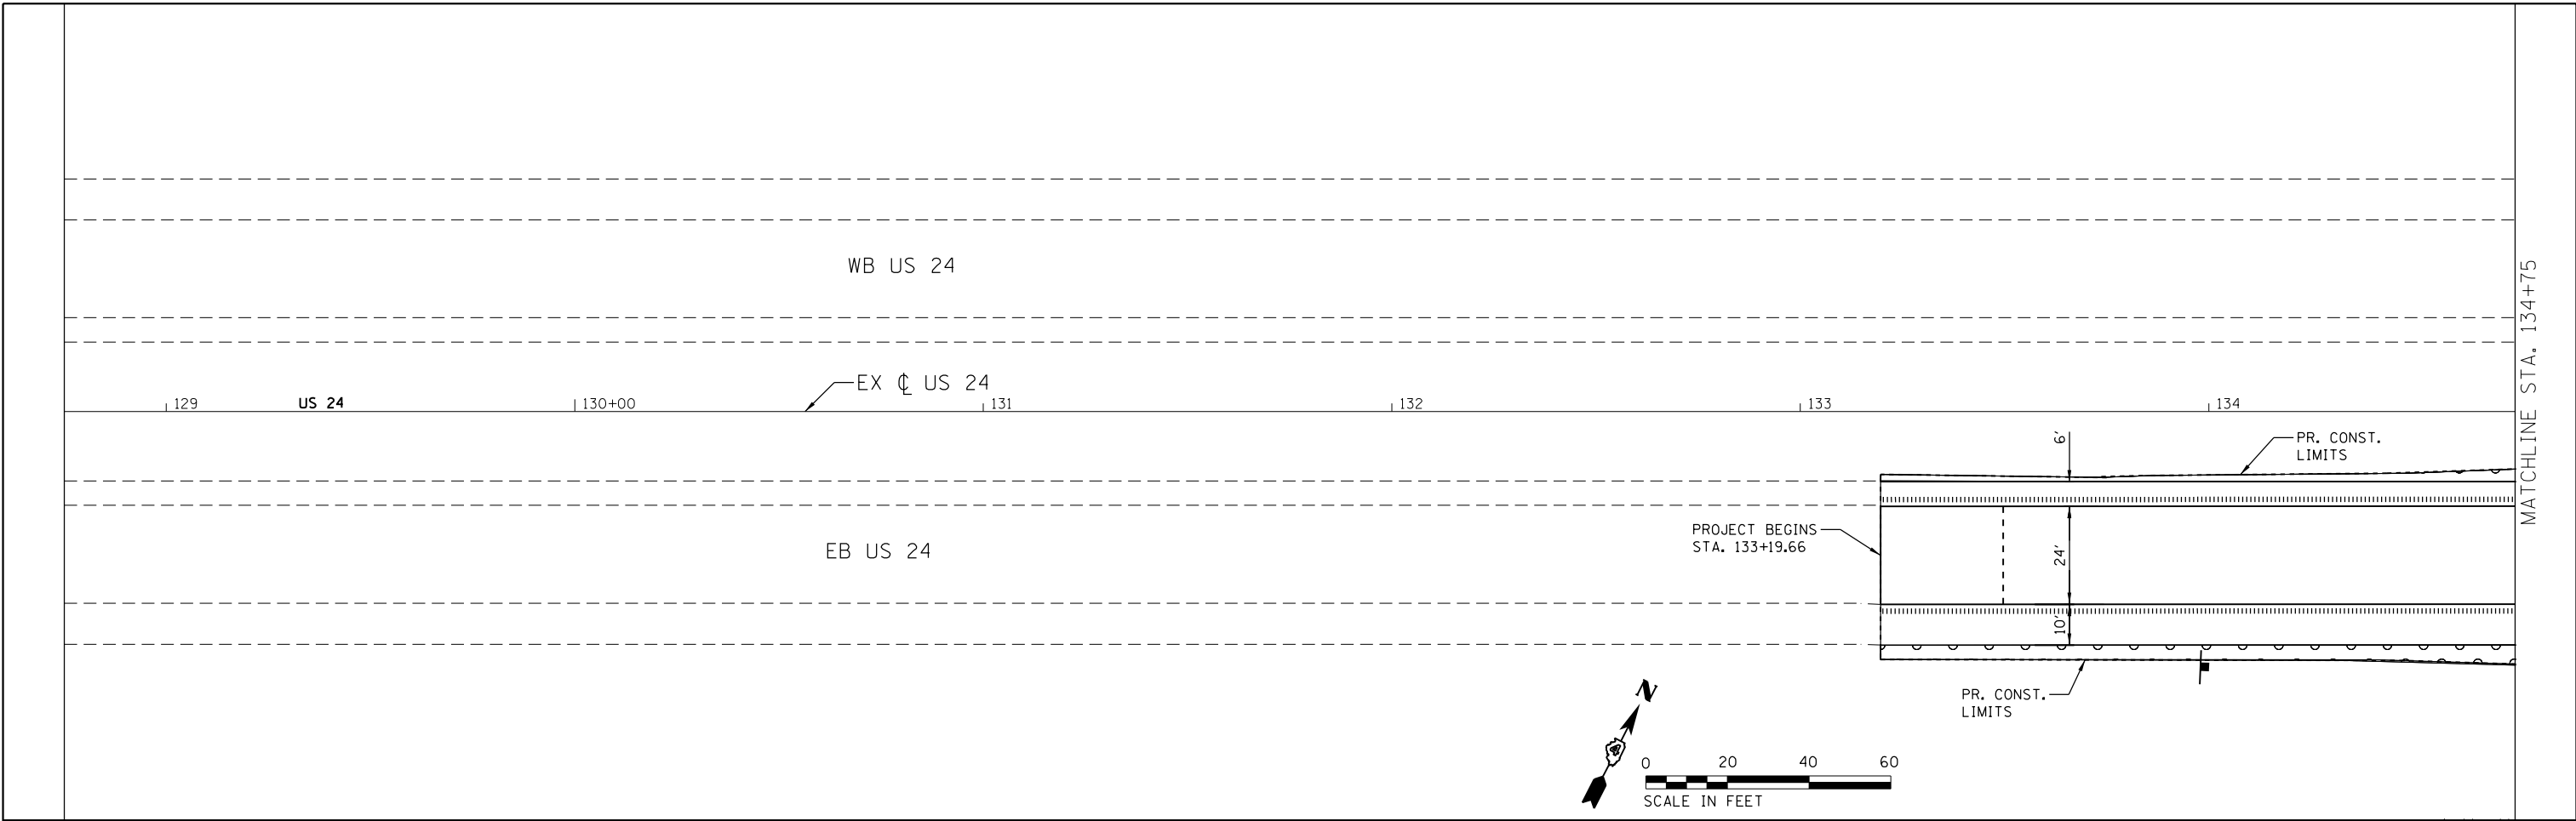 WB US 24
EX ℄ US 24
129
US 24
130+00
131
132
133
134
MATCHLINE STA. 134+75
6'
PR. CONST.
LIMITS
PROJECT BEGINS
STA. 133+19.66
EB US 24
24'
10'
PR. CONST.
LIMITS
N
0 20 40 60
SCALE IN FEET